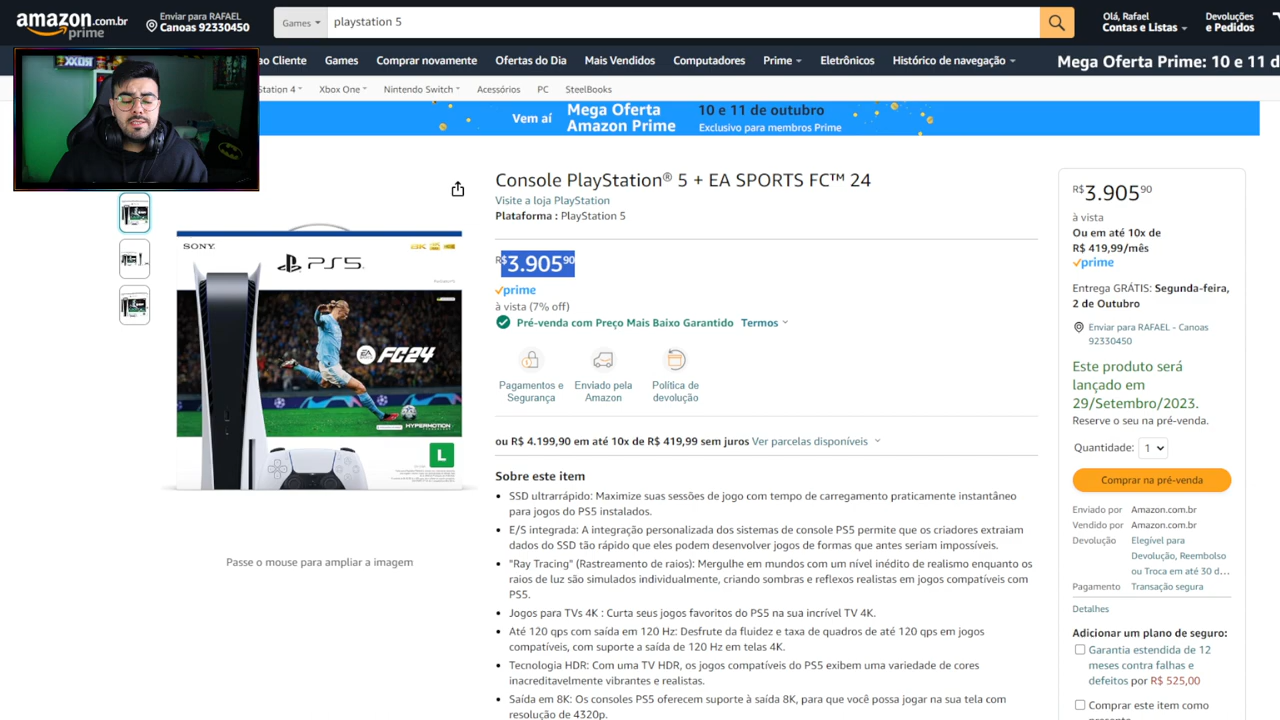 amazon.com.br
prime
Enviar para RAFAEL
Canoas 92330450
Games
playstation 5
Olá, Rafael
Contas e Listas
Devoluções
e Pedidos
ao Cliente
Games
Comprar novamente
Ofertas do Dia
Mais Vendidos
Computadores
Prime
Eletrônicos
Histórico de navegação
Mega Oferta Prime: 10 e 11 d
Station 4
Xbox One
Nintendo Switch
Acessórios
PC
SteelBooks
Vem aí
Mega Oferta
Amazon Prime
10 e 11 de outubro
Exclusivo para membros Prime
Console PlayStation® 5 + EA SPORTS FC™ 24
Visite a loja PlayStation
Plataforma : PlayStation 5
R$3.90590
prime
à vista (7% off)
Pré-venda com Preço Mais Baixo Garantido Termos
Pagamentos e
Segurança
Enviado pela
Amazon
Política de
devolução
ou R$ 4.199,90 em até 10x de R$ 419,99 sem juros Ver parcelas disponíveis
Sobre este item
• SSD ultrarrápido: Maximize suas sessões de jogo com tempo de carregamento praticamente instantâneo
para jogos do PS5 instalados.
• E/S integrada: A integração personalizada dos sistemas de console PS5 permite que os criadores extraiam
dados do SSD tão rápido que eles podem desenvolver jogos de formas que antes seriam impossíveis.
• "Ray Tracing" (Rastreamento de raios): Mergulhe em mundos com um nível inédito de realismo enquanto os
raios de luz são simulados individualmente, criando sombras e reflexos realistas em jogos compatíveis com
PS5.
• Jogos para TVs 4K : Curta seus jogos favoritos do PS5 na sua incrível TV 4K.
• Até 120 qps com saída em 120 Hz: Desfrute da fluidez e taxa de quadros de até 120 qps em jogos
compatíveis, com suporte a saída de 120 Hz em telas 4K.
• Tecnologia HDR: Com uma TV HDR, os jogos compatíveis do PS5 exibem uma variedade de cores
inacreditavelmente vibrantes e realistas.
• Saída em 8K: Os consoles PS5 oferecem suporte à saída 8K, para que você possa jogar na sua tela com
resolução de 4320p.
SONY
PS5
8K
EA SPORTS FC24
HYPERMOTION
L
Passe o mouse para ampliar a imagem
R$3.90590
à vista
Ou em até 10x de
R$ 419,99/mês
prime
Entrega GRÁTIS: Segunda-feira,
2 de Outubro
Enviar para RAFAEL - Canoas
92330450
Este produto será
lançado em
29/Setembro/2023.
Reserve o seu na pré-venda.
Quantidade: 1
Comprar na pré-venda
Enviado por Amazon.com.br
Vendido por Amazon.com.br
Devolução Elegível para
Devolução, Reembolso
ou Troca em até 30 d...
Pagamento Transação segura
Detalhes
Adicionar um plano de seguro:
Garantia estendida de 12
meses contra falhas e
defeitos por R$ 525,00
Comprar este item como